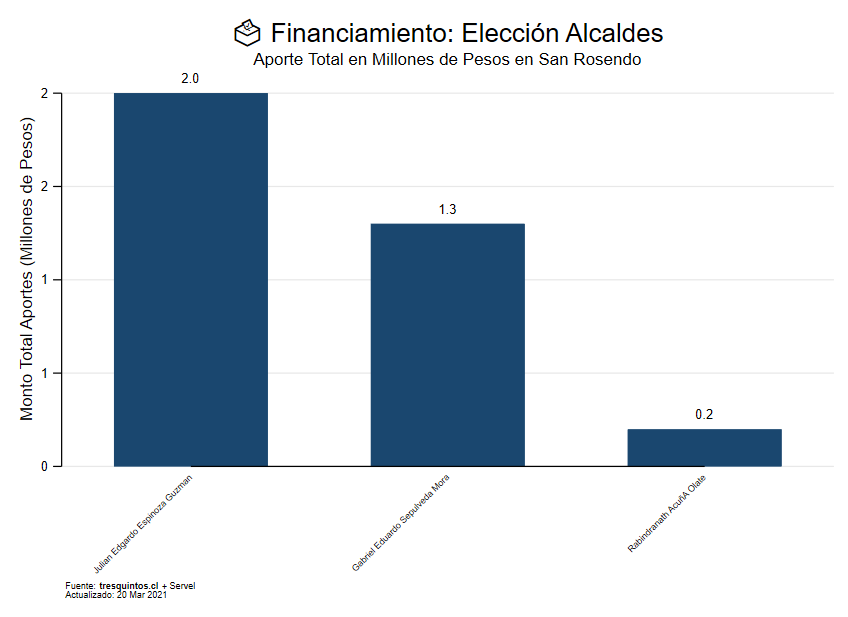 Financiamiento: Elección Alcaldes
Aporte Total en Millones de Pesos en San Rosendo
Monto Total Aportes (Millones de Pesos)
2
2
1
1
0
2.0
1.3
0.2
Julian Edgardo Espinoza Guzman
Gabriel Eduardo Sepulveda Mora
Rabindranath AcuñA Olate
Fuente: tresquintos.cl + Servel
Actualizado: 20 Mar 2021